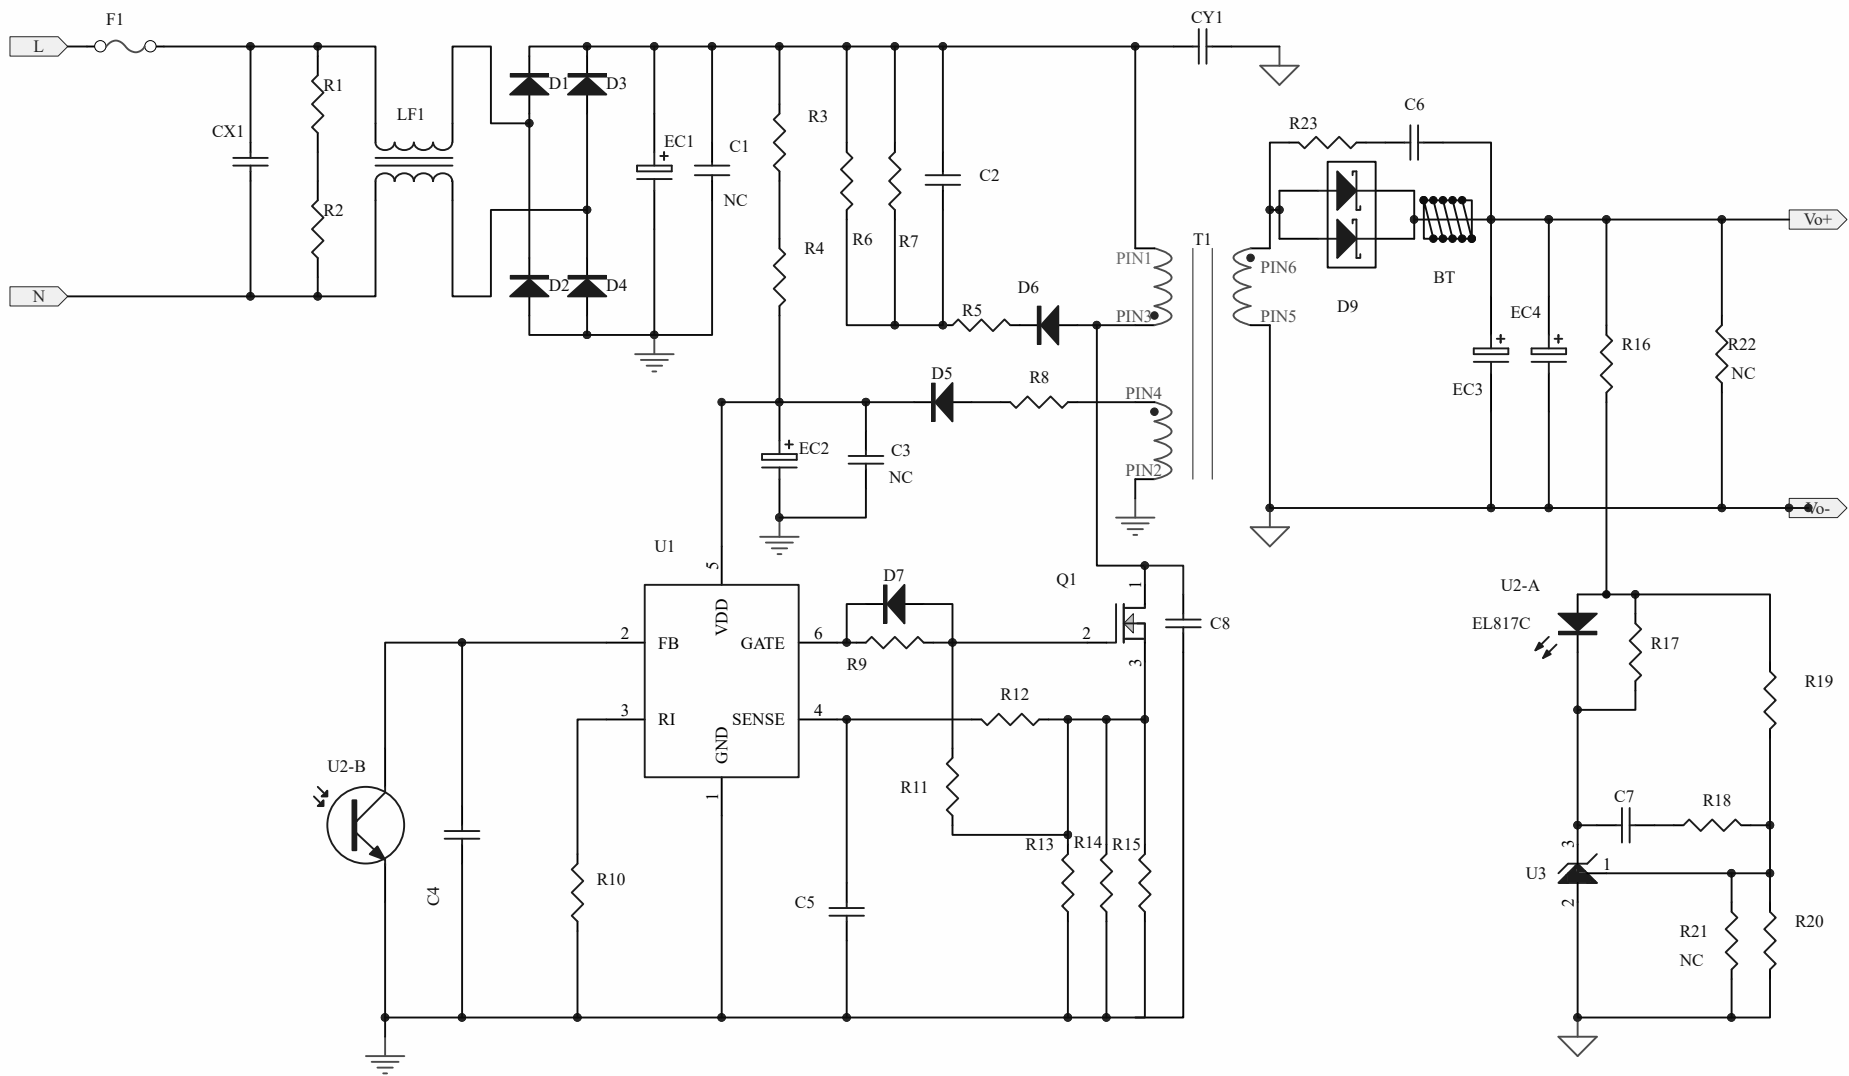 F1
L
CX1
R1
R2
LF1
N
D1
D3
D2
D4
EC1
+
C1
NC
R3
R4
R6
R7
C2
R5
D6
CY1
T1
PIN1
PIN3
PIN4
PIN2
PIN6
PIN5
R23
C6
D9
BT
Vo+
EC3
+
EC4
+
R16
R22
NC
Vo-
D5
R8
EC2
+
C3
NC
U1
5
VDD
2
FB
GATE
6
3
RI
SENSE
4
GND
1
D7
R9
R12
R11
Q1
1
2
3
C8
R13
R14
R15
U2-B
C4
R10
C5
U2-A
EL817C
R17
R19
C7
R18
U3
3
1
2
R21
NC
R20